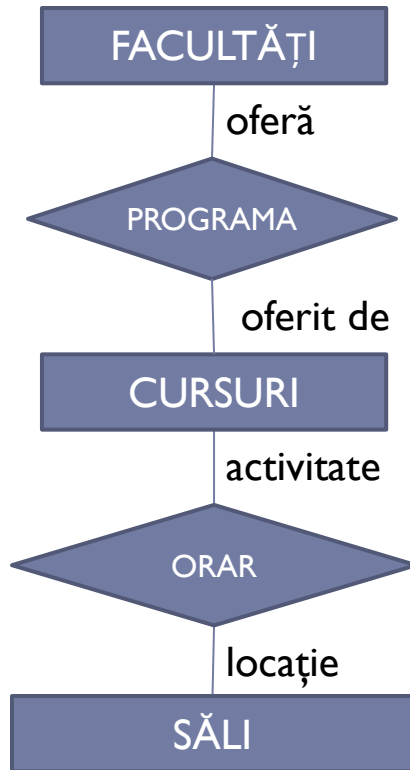 FACULTĂȚI
oferă
PROGRAMA
oferit de
CURSURI
activitate
ORAR
locație
SĂLI